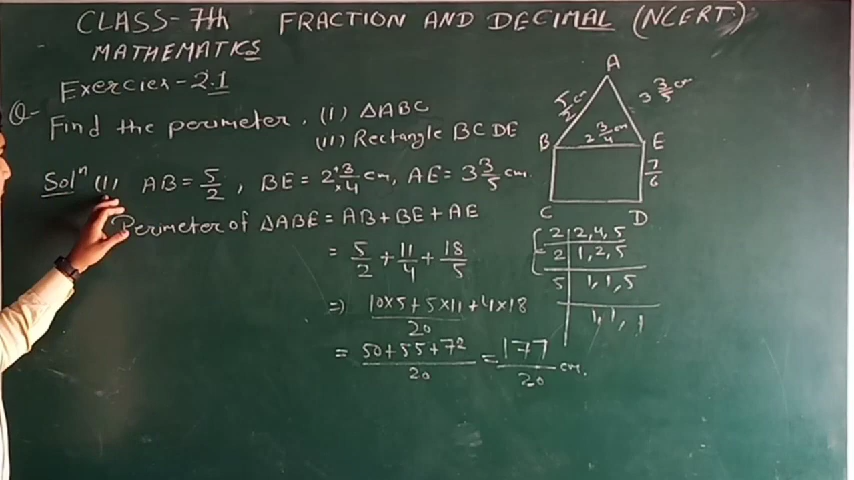 CLASS-7th FRACTION AND DECIMAL (NCERT)
MATHEMATICS
Exercies-2.1
Q- Find the perimeter. (I) ΔABC
(II) Rectangle BCDE
Solⁿ (I) AB = 5/2, BE = 2 3/4 cm, AE = 3 3/5 cm.
Perimeter of ΔABE = AB + BE + AE
= 5/2 + 11/4 + 18/5
=) 10×5 + 5×11 + 4×18 / 20
= 50 + 55 + 72 / 20 = 177 / 20 cm.
A
5/2 cm
3 3/5 cm
B 2 3/4 cm E
7/6
C D
2 | 2, 4, 5
2 | 1, 2, 5
5 | 1, 1, 5
1, 1, 1